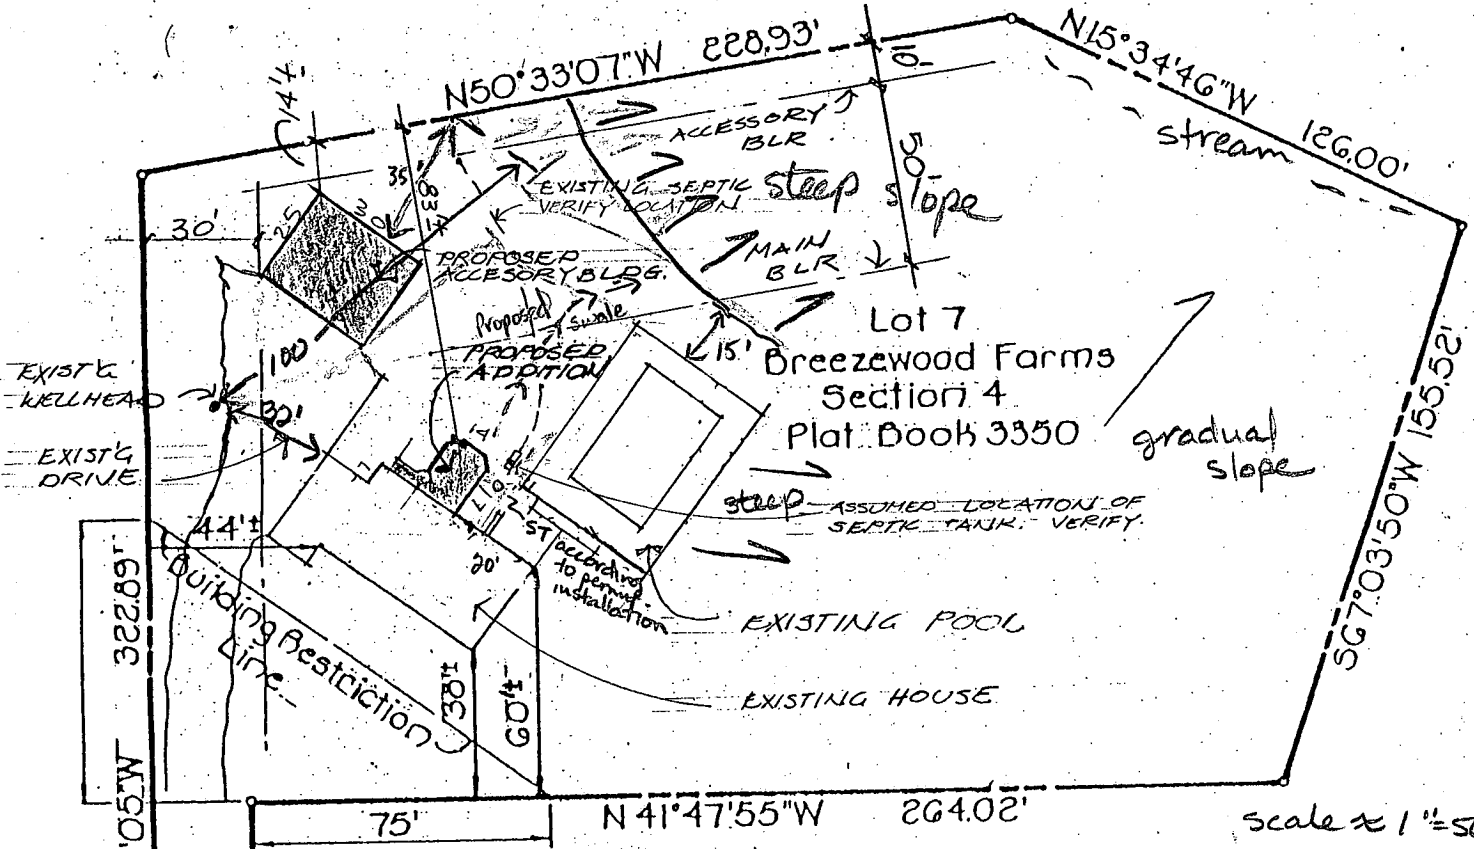 N50°33'07"W 228.93'
N15°34'46"W 126.00'
stream
10'
14'±
ACCESSORY
BLR
50'
35'
83'±
EXISTING SEPTIC
VERIFY LOCATION
steep slope
30'
25
30
MAIN
BLR
PROPOSED
ACCESORY BLDG.
Proposed
swale
PROPOSED
ADDITION
15'
Lot 7
Breezewood Farms
Section 4
Plat Book 3350
100
EXIST'G
WELLHEAD
32'
EXIST'G
DRIVE
gradual
slope
S67°03'50"W 155.52'
steep
ASSUMED LOCATION OF
SEPTIC TANK. VERIFY.
44'±
ST according
to permit
installation
20'
322.89'
Building Restriction
Line
EXISTING POOL
38'±
60'±
EXISTING HOUSE
'05"W
75'
N 41°47'55"W 264.02'
scale ≈ 1"=50